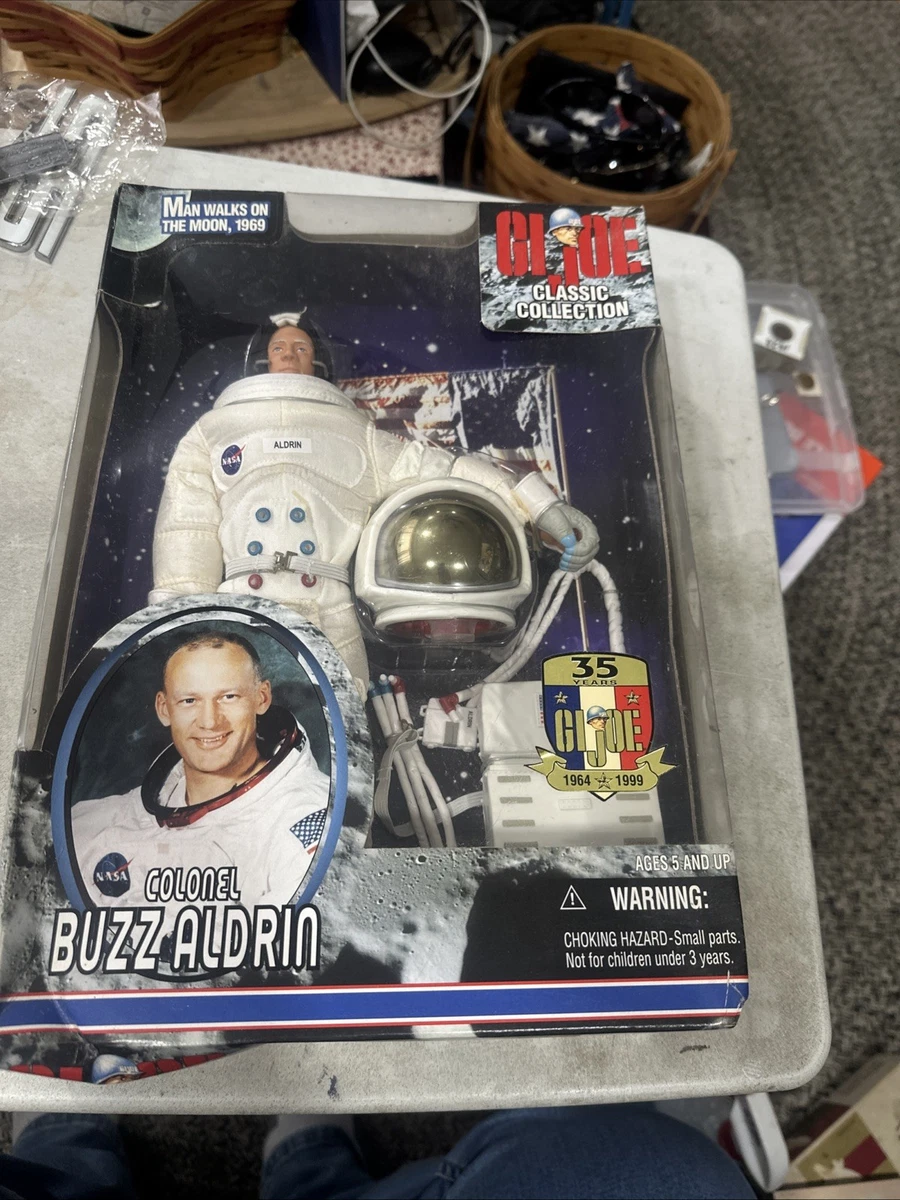 MAN WALKS ON
THE MOON, 1969
GI JOE
CLASSIC
COLLECTION
NASA
ALDRIN
35
YEARS
GI JOE
1964 1999
NASA
COLONEL
BUZZ ALDRIN
AGES 5 AND UP
WARNING:
CHOKING HAZARD-Small parts.
Not for children under 3 years.